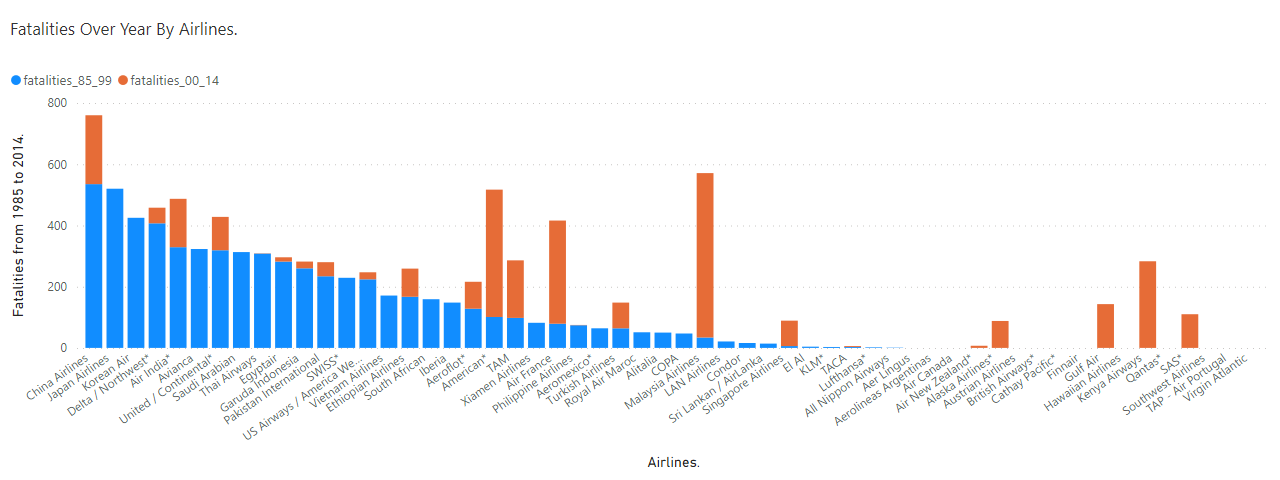 Fatalities Over Year By Airlines.
fatalities_85_99 fatalities_00_14
Fatalities from 1985 to 2014.
800
600
400
200
0
China Airlines
Japan Airlines
Korean Air
Delta / Northwest*
Air India*
Avianca
United / Continental*
Saudi Arabian
Thai Airways
Egyptair
Garuda Indonesia
Pakistan International
SWISS*
US Airways / America We...
Vietnam Airlines
Ethiopian Airlines
South African
Iberia
Aeroflot*
American*
TAM
Xiamen Airlines
Air France
Philippine Airlines
Aeromexico*
Turkish Airlines
Royal Air Maroc
Alitalia
COPA
Malaysia Airlines
LAN Airlines
Condor
Sri Lankan / AirLanka
Singapore Airlines
El Al
KLM*
TACA
Lufthansa*
All Nippon Airways
Aer Lingus
Aerolineas Argentinas
Air Canada
Air New Zealand*
Alaska Airlines*
Austrian Airlines
British Airways*
Cathay Pacific*
Finnair
Gulf Air
Hawaiian Airlines
Kenya Airways
Qantas*
SAS*
Southwest Airlines
TAP - Air Portugal
Virgin Atlantic
Airlines.